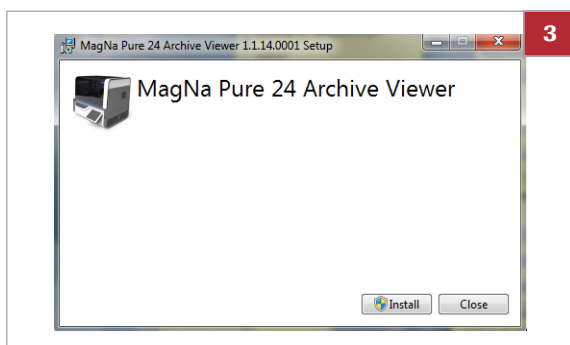 3
MagNa Pure 24 Archive Viewer 1.1.14.0001 Setup
MagNa Pure 24 Archive Viewer
Install
Close